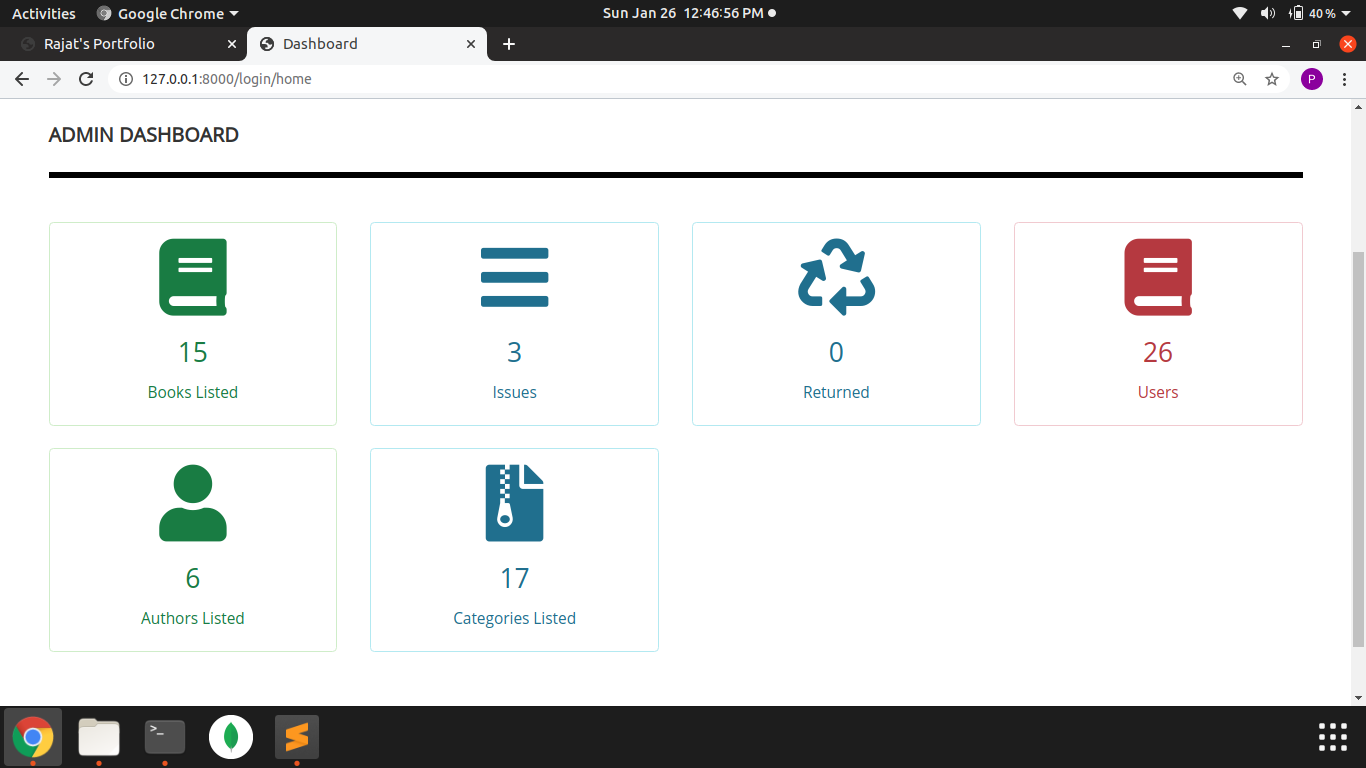 Activities Google Chrome Sun Jan 26 12:46:56 PM 40 %
Rajat's Portfolio Dashboard
127.0.0.1:8000/login/home P
ADMIN DASHBOARD
15 3 0 26
Books Listed Issues Returned Users
6 17
Authors Listed Categories Listed
>_